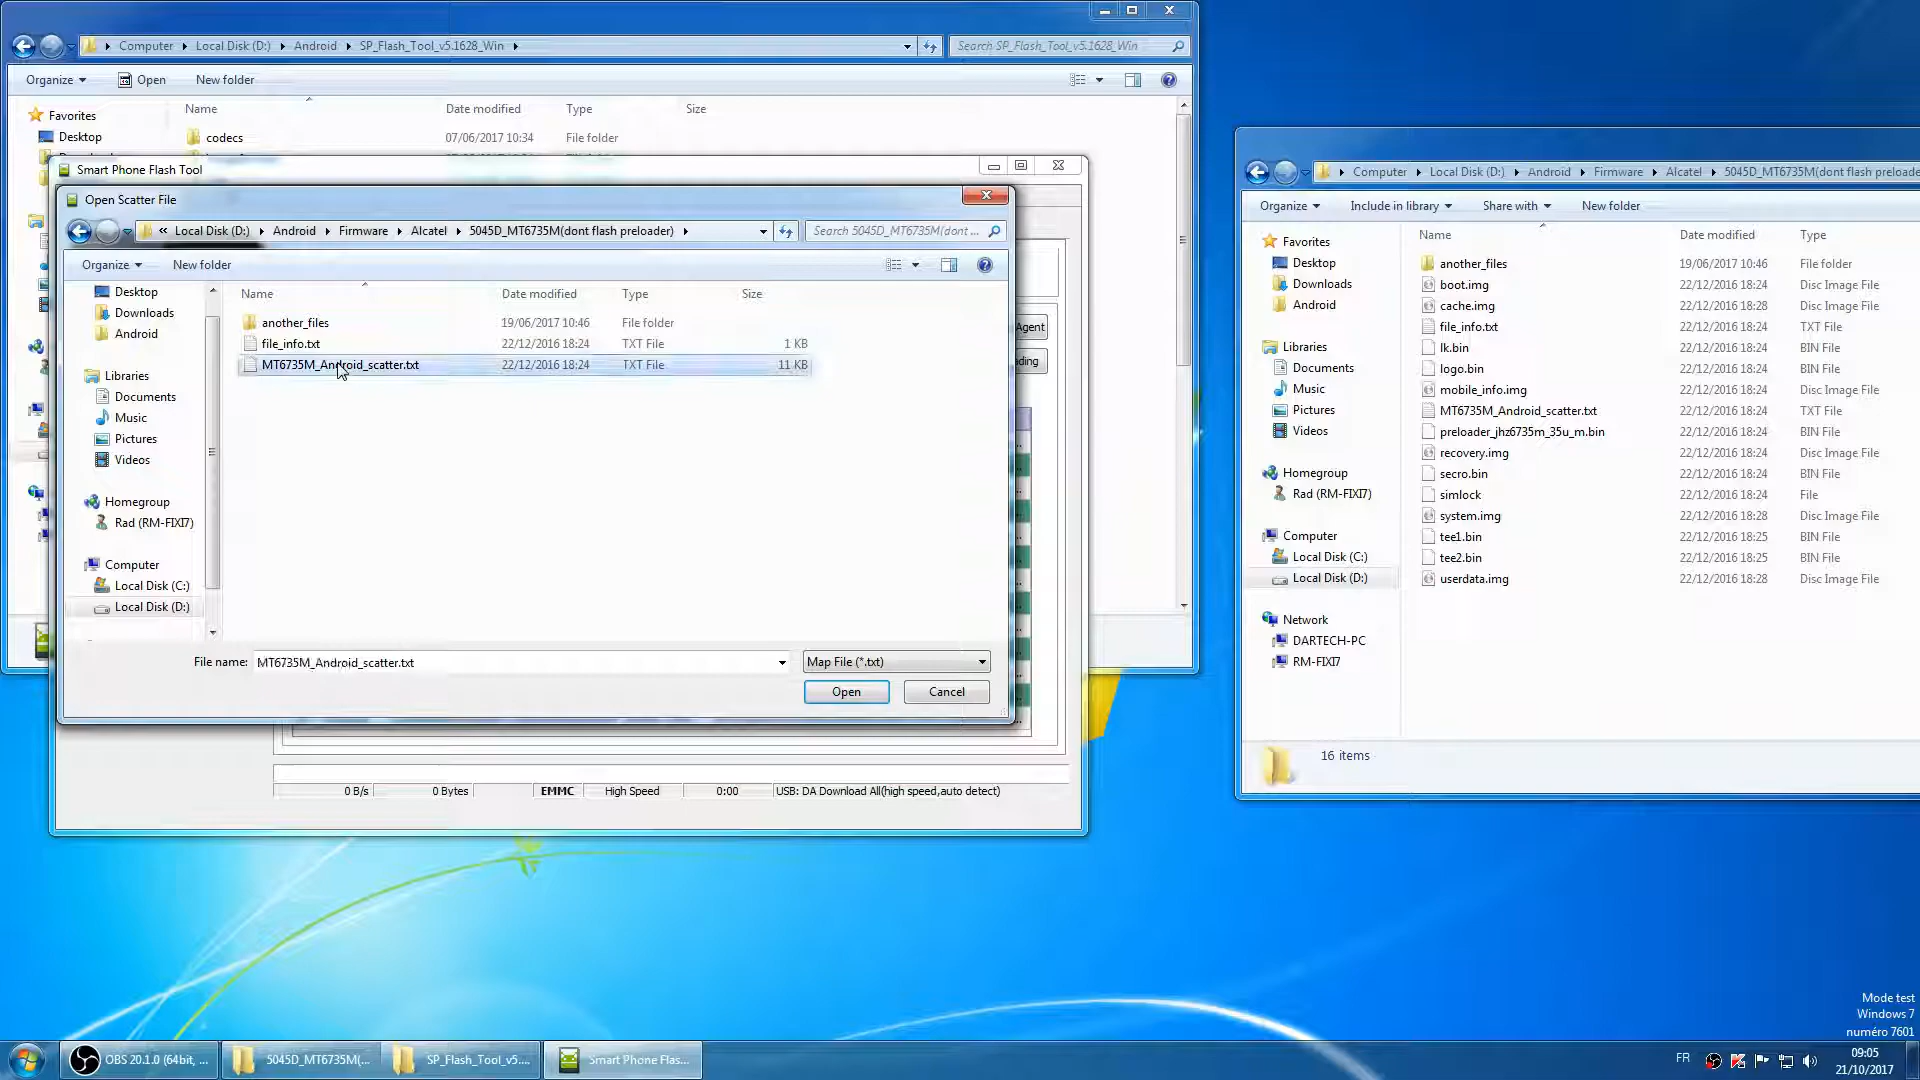 Computer Local Disk (D:) Android SP_Flash_Tool_v5.1628_Win
Search SP_Flash_Tool_v5.1628_Win
Organize Open New folder
Name Date modified Type Size
Favorites
Desktop
codecs 07/06/2017 10:34 File folder
Smart Phone Flash Tool
Open Scatter File
« Local Disk (D:) Android Firmware Alcatel 5045D_MT6735M(dont flash preloader)
Search 5045D_MT6735M(dont ...
Organize New folder
Name Date modified Type Size
Desktop
Downloads
Android
Libraries
Documents
Music
Pictures
Videos
Homegroup
Rad (RM-FIXI7)
Computer
Local Disk (C:)
Local Disk (D:)
another_files 19/06/2017 10:46 File folder
file_info.txt 22/12/2016 18:24 TXT File 1 KB
MT6735M_Android_scatter.txt 22/12/2016 18:24 TXT File 11 KB
Agent
File name: MT6735M_Android_scatter.txt Map File (*.txt)
Open Cancel
0 B/s 0 Bytes EMMC High Speed 0:00 USB: DA Download All(high speed,auto detect)
Computer Local Disk (D:) Android Firmware Alcatel 5045D_MT6735M(dont flash preloade
Organize Include in library Share with New folder
Name Date modified Type
Favorites
Desktop
Downloads
Android
Libraries
Documents
Music
Pictures
Videos
Homegroup
Rad (RM-FIXI7)
Computer
Local Disk (C:)
Local Disk (D:)
Network
DARTECH-PC
RM-FIXI7
another_files 19/06/2017 10:46 File folder
boot.img 22/12/2016 18:24 Disc Image File
cache.img 22/12/2016 18:28 Disc Image File
file_info.txt 22/12/2016 18:24 TXT File
lk.bin 22/12/2016 18:24 BIN File
logo.bin 22/12/2016 18:24 BIN File
mobile_info.img 22/12/2016 18:24 Disc Image File
MT6735M_Android_scatter.txt 22/12/2016 18:24 TXT File
preloader_jhz6735m_35u_m.bin 22/12/2016 18:24 BIN File
recovery.img 22/12/2016 18:24 Disc Image File
secro.bin 22/12/2016 18:24 BIN File
simlock 22/12/2016 18:24 File
system.img 22/12/2016 18:28 Disc Image File
tee1.bin 22/12/2016 18:25 BIN File
tee2.bin 22/12/2016 18:25 BIN File
userdata.img 22/12/2016 18:28 Disc Image File
16 items
Mode test
Windows 7
numéro 7601
OBS 20.1.0 (64bit, ... 5045D_MT6735M(... SP_Flash_Tool_v5.... Smart Phone Flas...
FR
09:05
21/10/2017